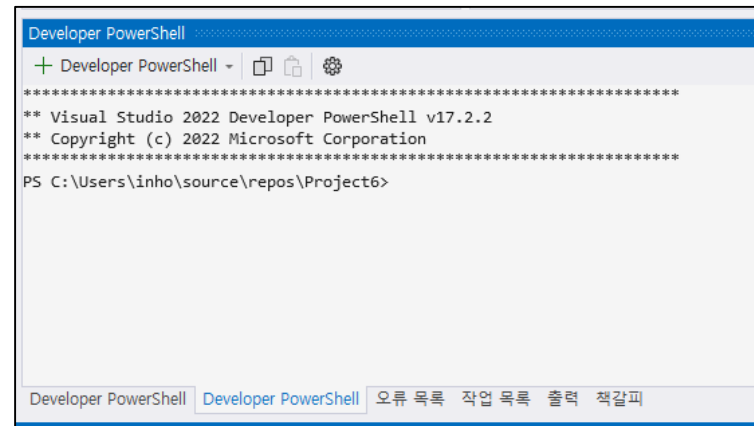 Developer PowerShell
+ Developer PowerShell
**********************************************************************
** Visual Studio 2022 Developer PowerShell v17.2.2
** Copyright (c) 2022 Microsoft Corporation
**********************************************************************
PS C:\Users\inho\source\repos\Project6>
Developer PowerShell Developer PowerShell 오류 목록 작업 목록 출력 책갈피